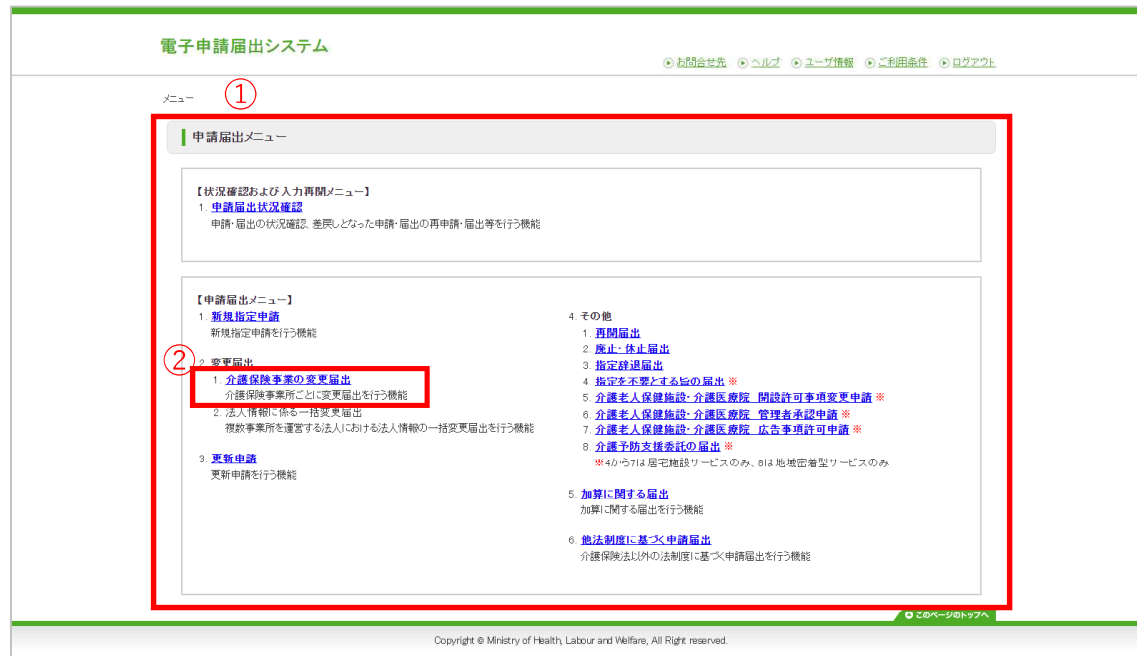 電子申請届出システム
お問合せ先 ヘルプ ユーザ情報 ご利用条件 ログアウト
メニュー
①
申請届出メニュー
【状況確認および入力再開メニュー】
1. 申請届出状況確認
申請・届出の状況確認、差戻しとなった申請・届出の再申請・届出等を行う機能
【申請届出メニュー】
1. 新規指定申請
新規指定申請を行う機能
②
2. 変更届出
1. 介護保険事業の変更届出
介護保険事業所ごとに変更届出を行う機能
2. 法人情報に係る一括変更届出
複数事業所を運営する法人における法人情報の一括変更届出を行う機能
3. 更新申請
更新申請を行う機能
4. その他
1. 再開届出
2. 廃止・休止届出
3. 指定辞退届出
4 指定を不要とする旨の届出 ※
5. 介護老人保健施設・介護医療院 開設許可事項変更申請 ※
6. 介護老人保健施設・介護医療院 管理者承認申請 ※
7. 介護老人保健施設・介護医療院 広告事項許可申請 ※
8. 介護予防支援委託の届出 ※
※4から7は居宅施設サービスのみ、8は地域密着型サービスのみ
5. 加算に関する届出
加算に関する届出を行う機能
6. 他法制度に基づく申請届出
介護保険法以外の法制度に基づく申請届出を行う機能
このページのトップへ
Copyright © Ministry of Health, Labour and Welfare, All Right reserved.